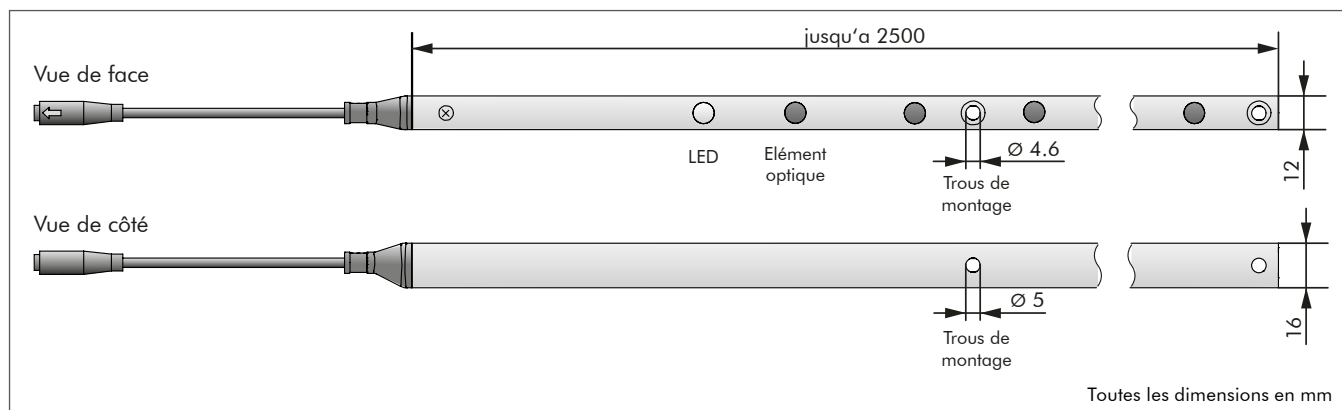 jusqu‘a 2500
Vue de face
LED
Elément
optique
Ø 4.6
Trous de
montage
12
Vue de côté
Ø 5
Trous de
montage
16
Toutes les dimensions en mm